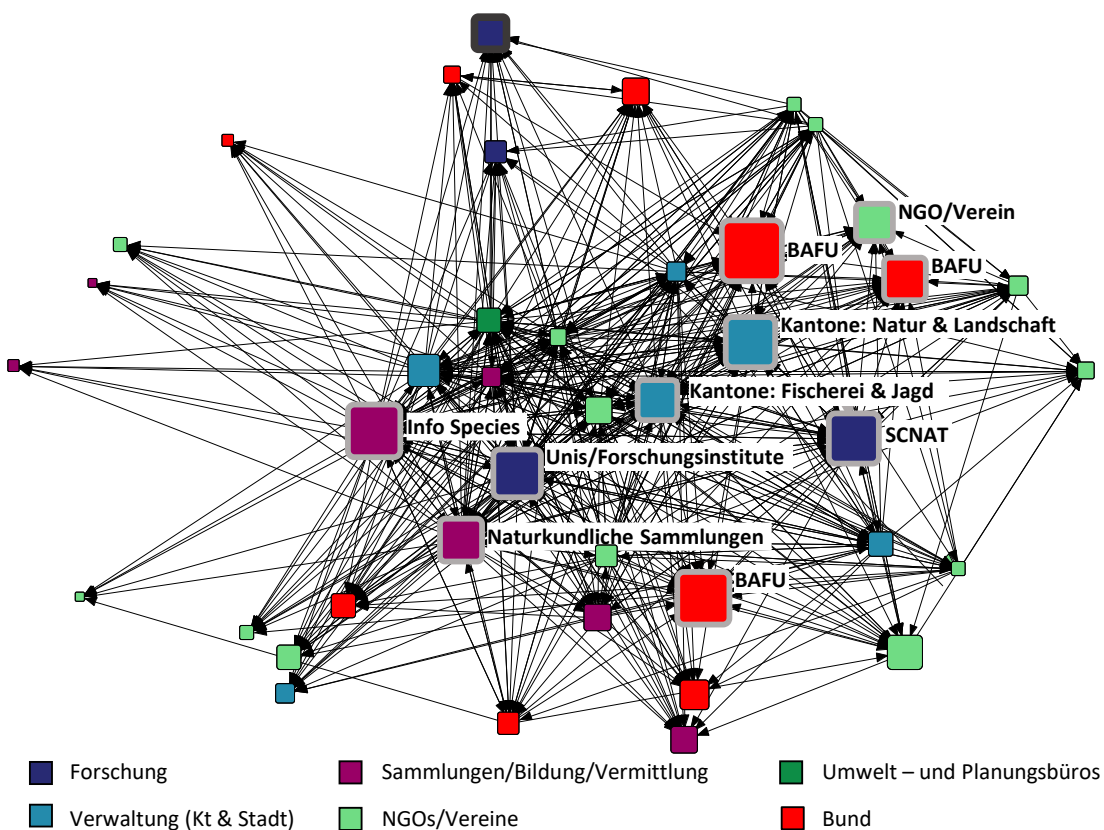 NGO/Verein
BAFU
BAFU
Kantone: Natur & Landschaft
Kantone: Fischerei & Jagd
Info Species
SCNAT
Unis/Forschungsinstitute
Naturkundliche Sammlungen
BAFU
Forschung
Sammlungen/Bildung/Vermittlung
Umwelt – und Planungsbüros
Verwaltung (Kt & Stadt)
NGOs/Vereine
Bund